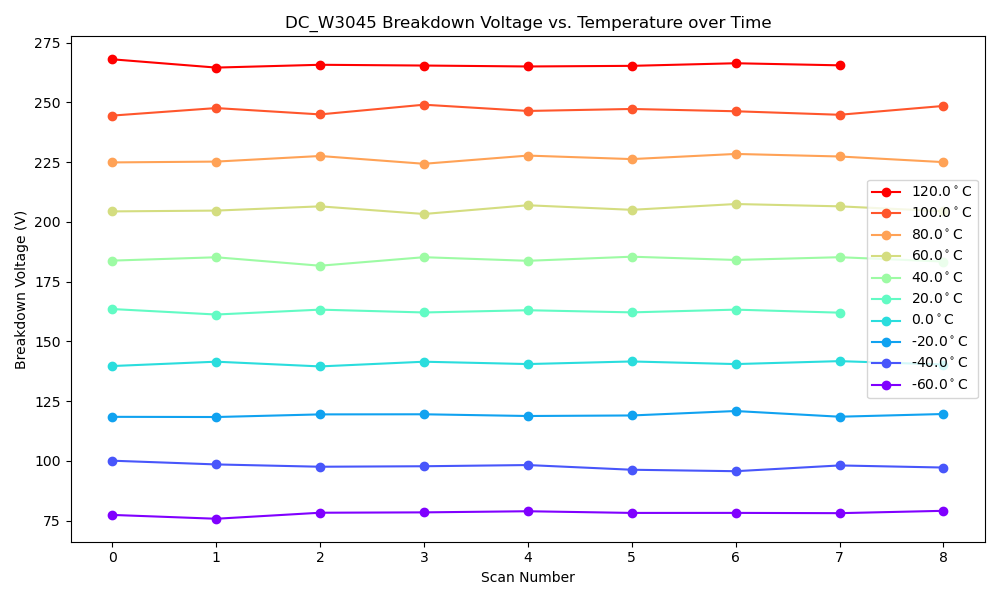 DC_W3045 Breakdown Voltage vs. Temperature over Time
Breakdown Voltage (V)
275
250
225
200
175
150
125
100
75
120.0°C
100.0°C
80.0°C
60.0°C
40.0°C
20.0°C
0.0°C
-20.0°C
-40.0°C
-60.0°C
0 1 2 3 4 5 6 7 8
Scan Number